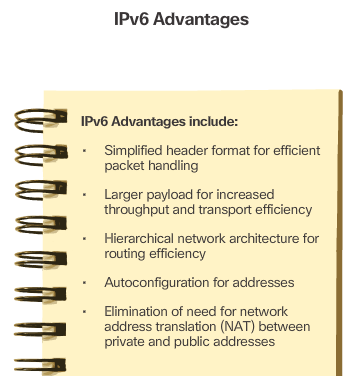 IPv6 Advantages
IPv6 Advantages include:
· Simplified header format for efficient
packet handling
· Larger payload for increased
throughput and transport efficiency
· Hierarchical network architecture for
routing efficiency
· Autoconfiguration for addresses
· Elimination of need for network
address translation (NAT) between
private and public addresses